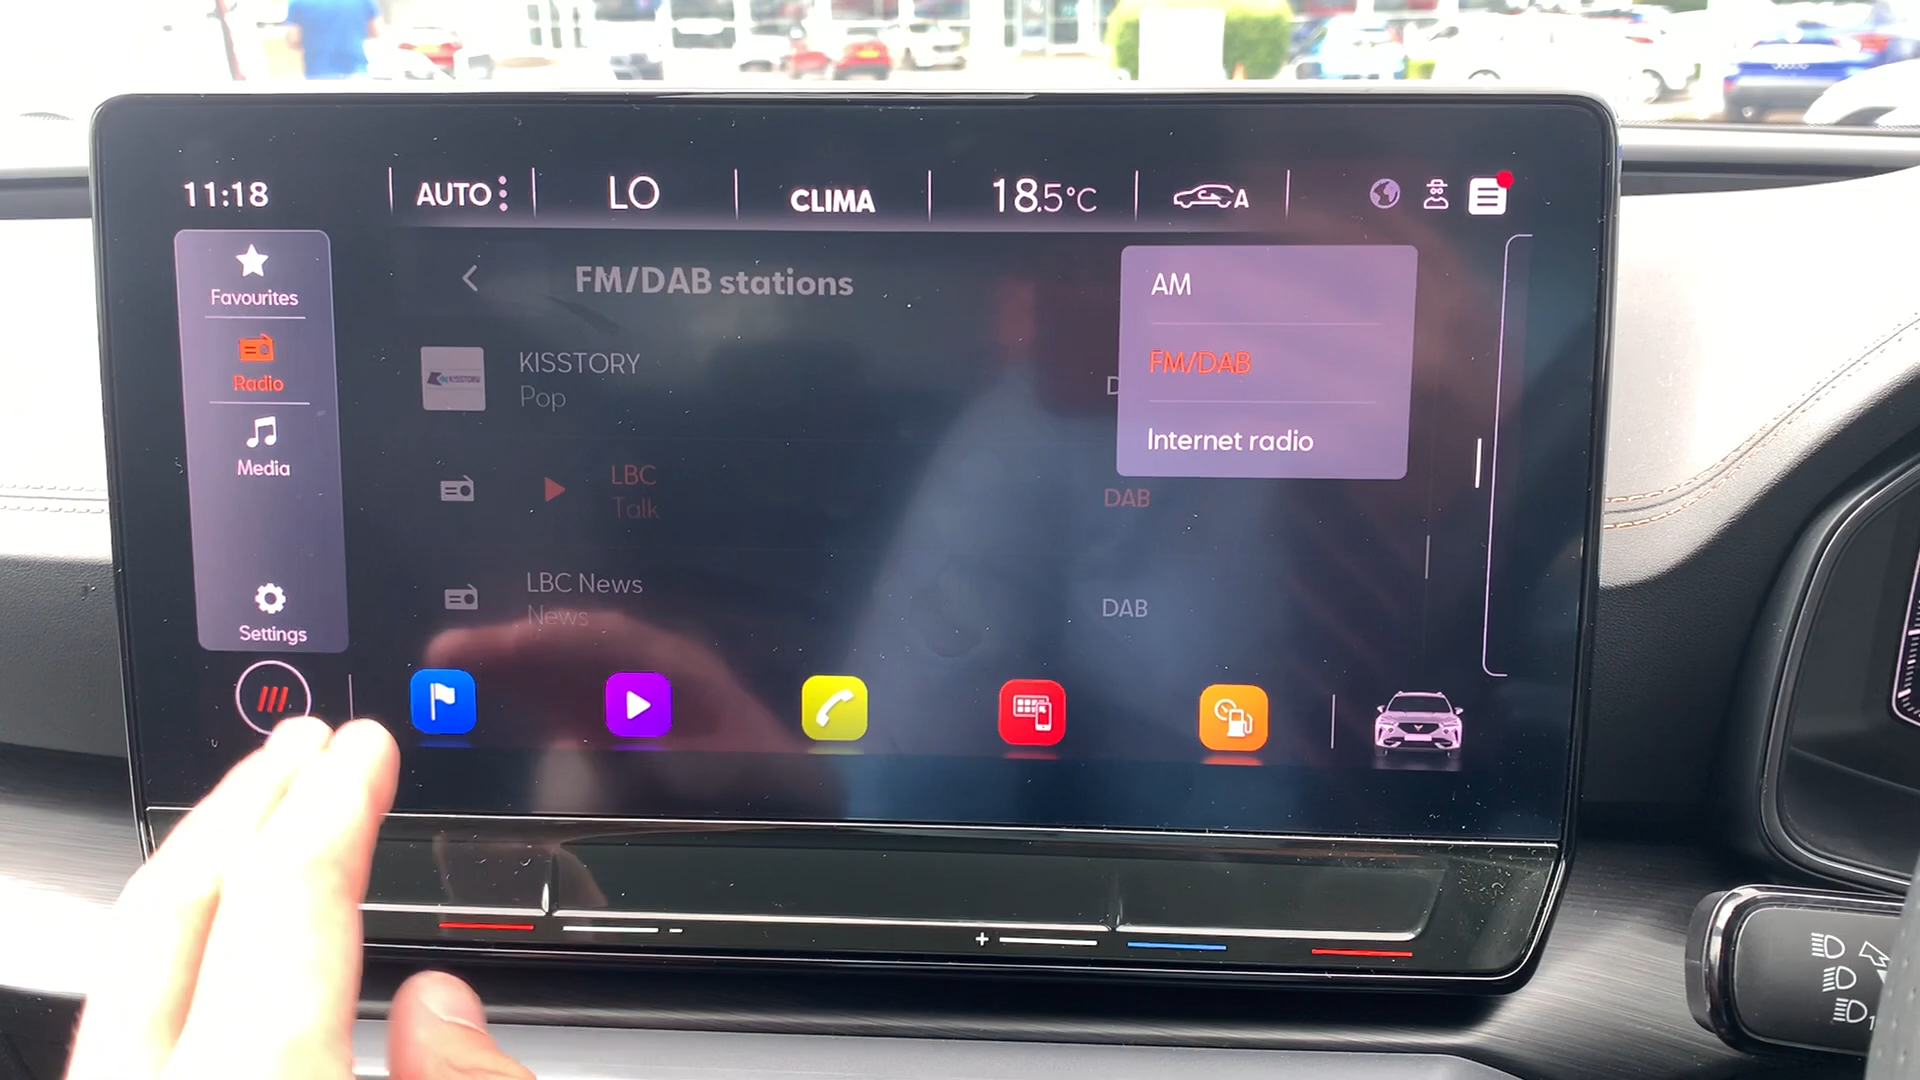 11:18
AUTO
LO
CLIMA
18.5°C
A
Favourites
Radio
Media
Settings
FM/DAB stations
KISSTORY
KISSTORY
Pop
LBC
Talk
DAB
LBC News
News
DAB
AM
FM/DAB
Internet radio
- +